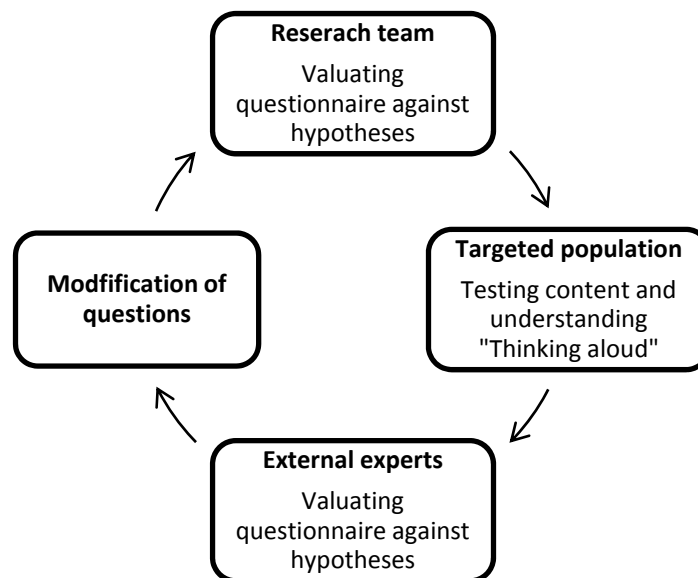 Reserach team
Valuating
questionnaire against
hypotheses
Targeted population
Testing content and
understanding
"Thinking aloud"
Modfification of
questions
External experts
Valuating
questionnaire against
hypotheses